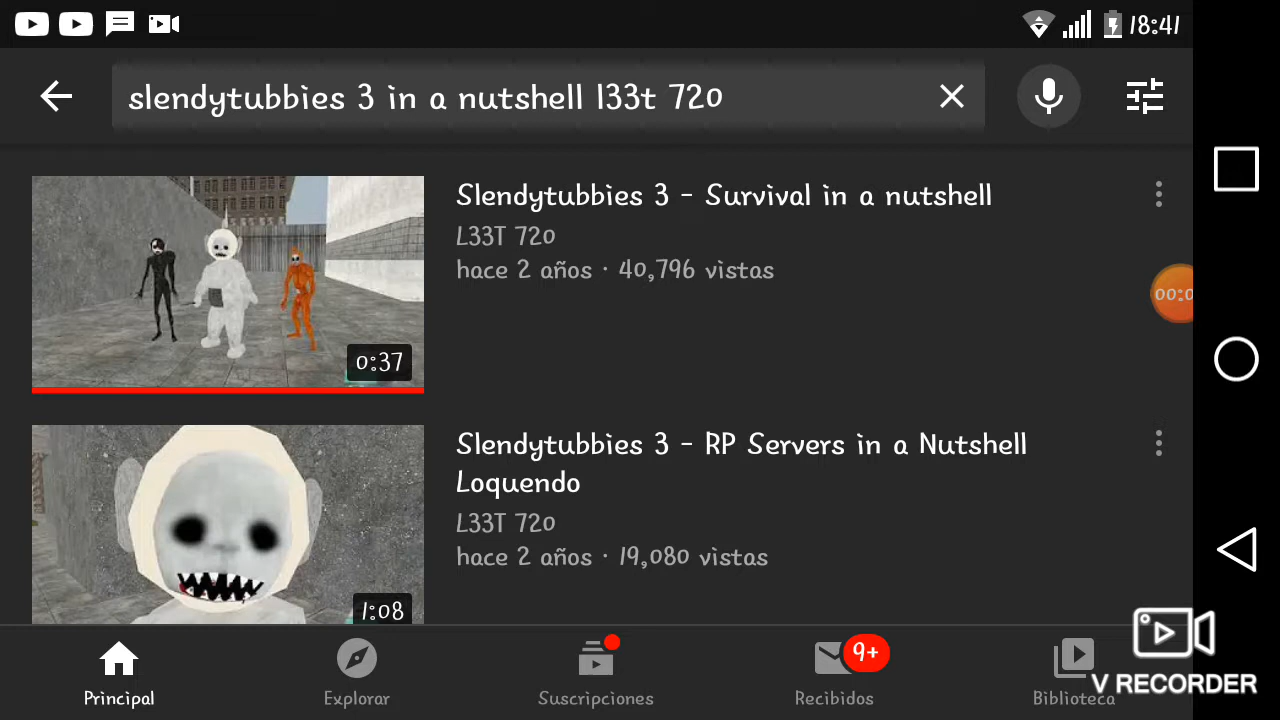 18:41
slendytubbies 3 in a nutshell l33t 720
Slendytubbies 3 - Survival in a nutshell
L33T 720
hace 2 años · 40,796 vistas
0:37
00:0
Slendytubbies 3 - RP Servers in a Nutshell
Loquendo
L33T 720
hace 2 años · 19,080 vistas
1:08
9+
Principal
Explorar
Suscripciones
Recibidos
Biblioteca
V RECORDER